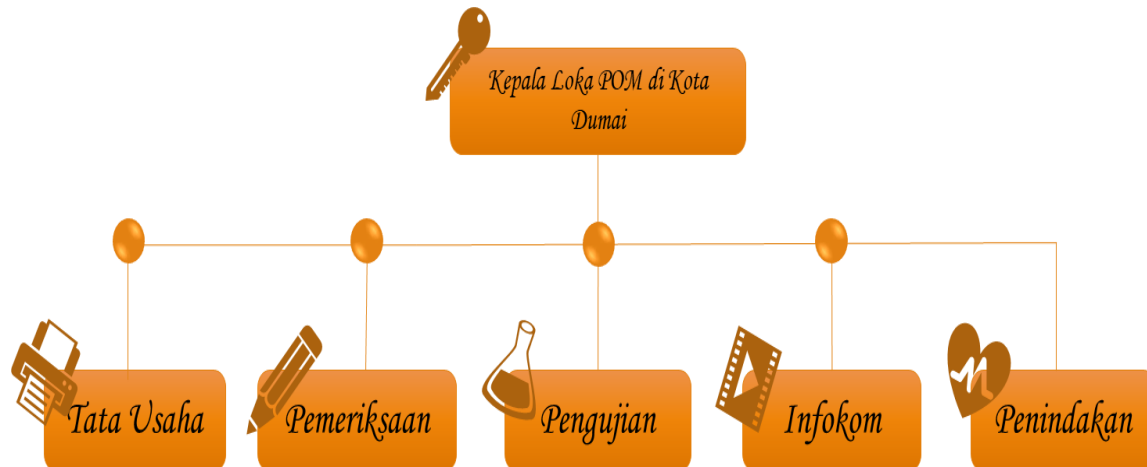 Kepala Loka POM di Kota
Dumai
Tata Usaha
Pemeriksaan
Pengujian
Infokom
Penindakan